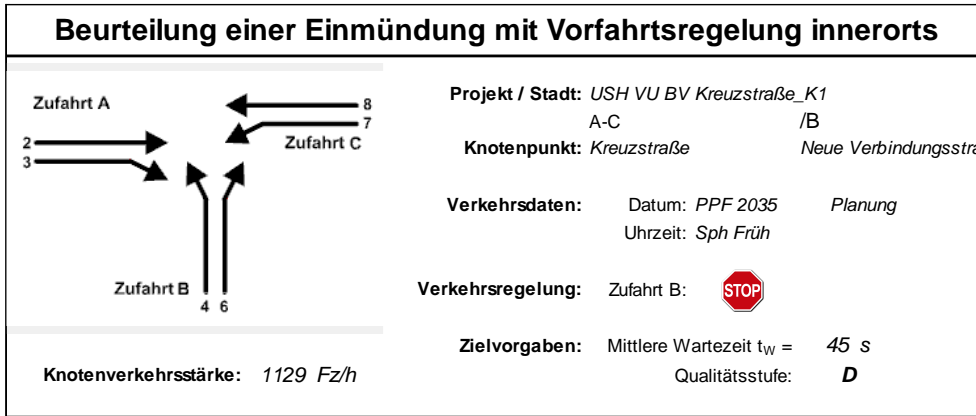 Beurteilung einer Einmündung mit Vorfahrtsregelung innerorts
Zufahrt A
8
7
Zufahrt C
2
3
Zufahrt B
4 6
Knotenverkehrsstärke: 1129 Fz/h
Projekt / Stadt: USH VU BV Kreuzstraße_K1
A-C /B
Knotenpunkt: Kreuzstraße Neue Verbindungsstra
Verkehrsdaten: Datum: PPF 2035 Planung
Uhrzeit: Sph Früh
Verkehrsregelung: Zufahrt B: STOP
Zielvorgaben: Mittlere Wartezeit tW = 45 s
Qualitätsstufe: D